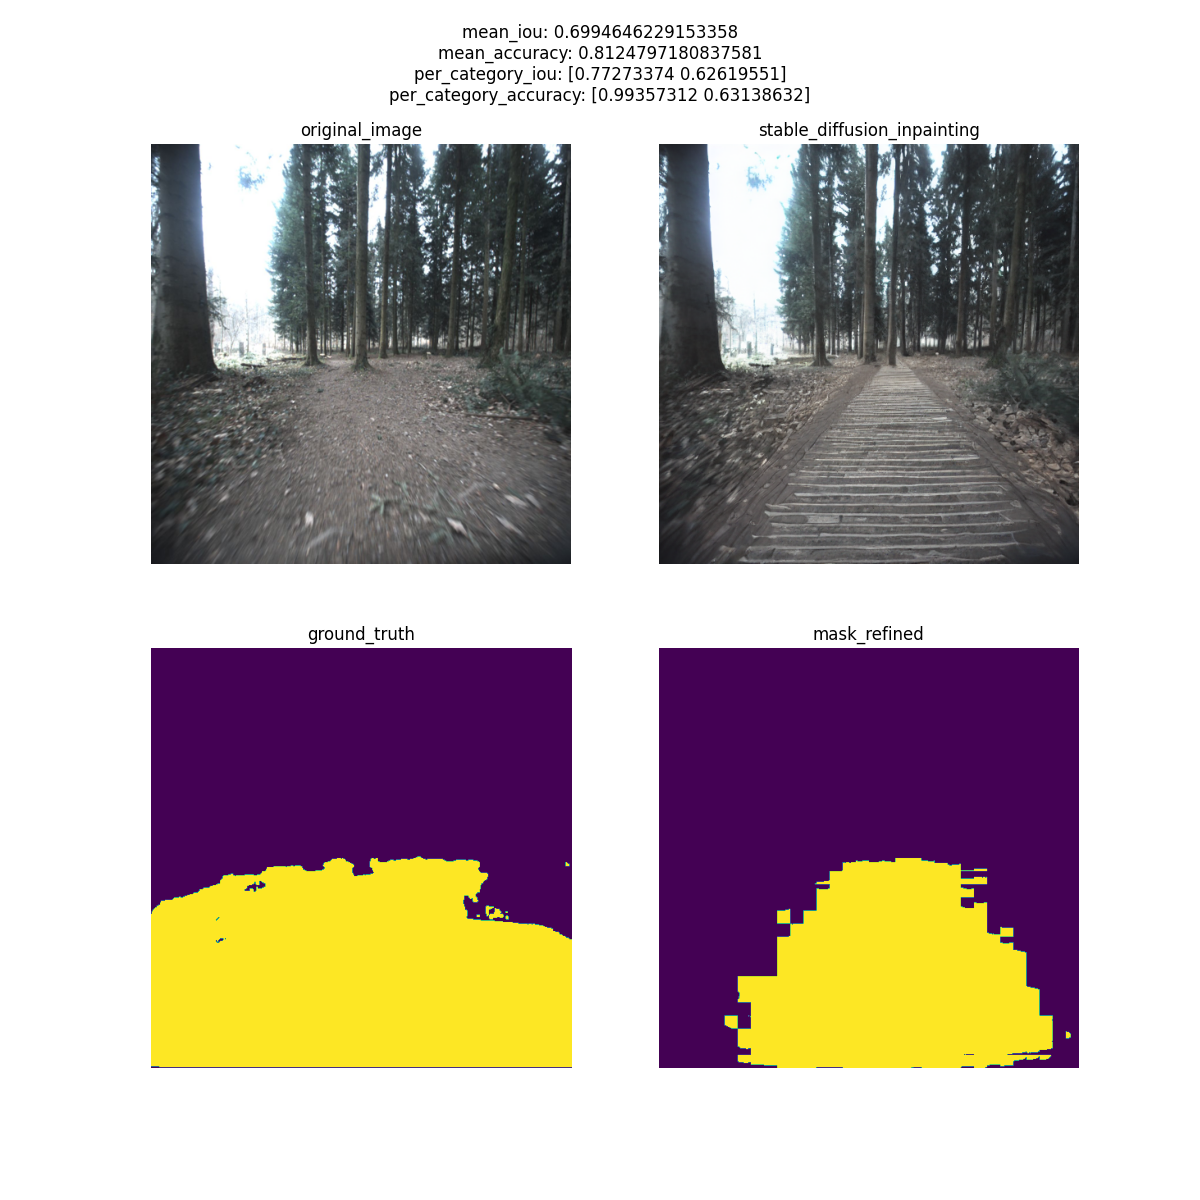 mean_iou: 0.6994646229153358
mean_accuracy: 0.8124797180837581
per_category_iou: [0.77273374 0.62619551]
per_category_accuracy: [0.99357312 0.63138632]
original_image
stable_diffusion_inpainting
ground_truth
mask_refined